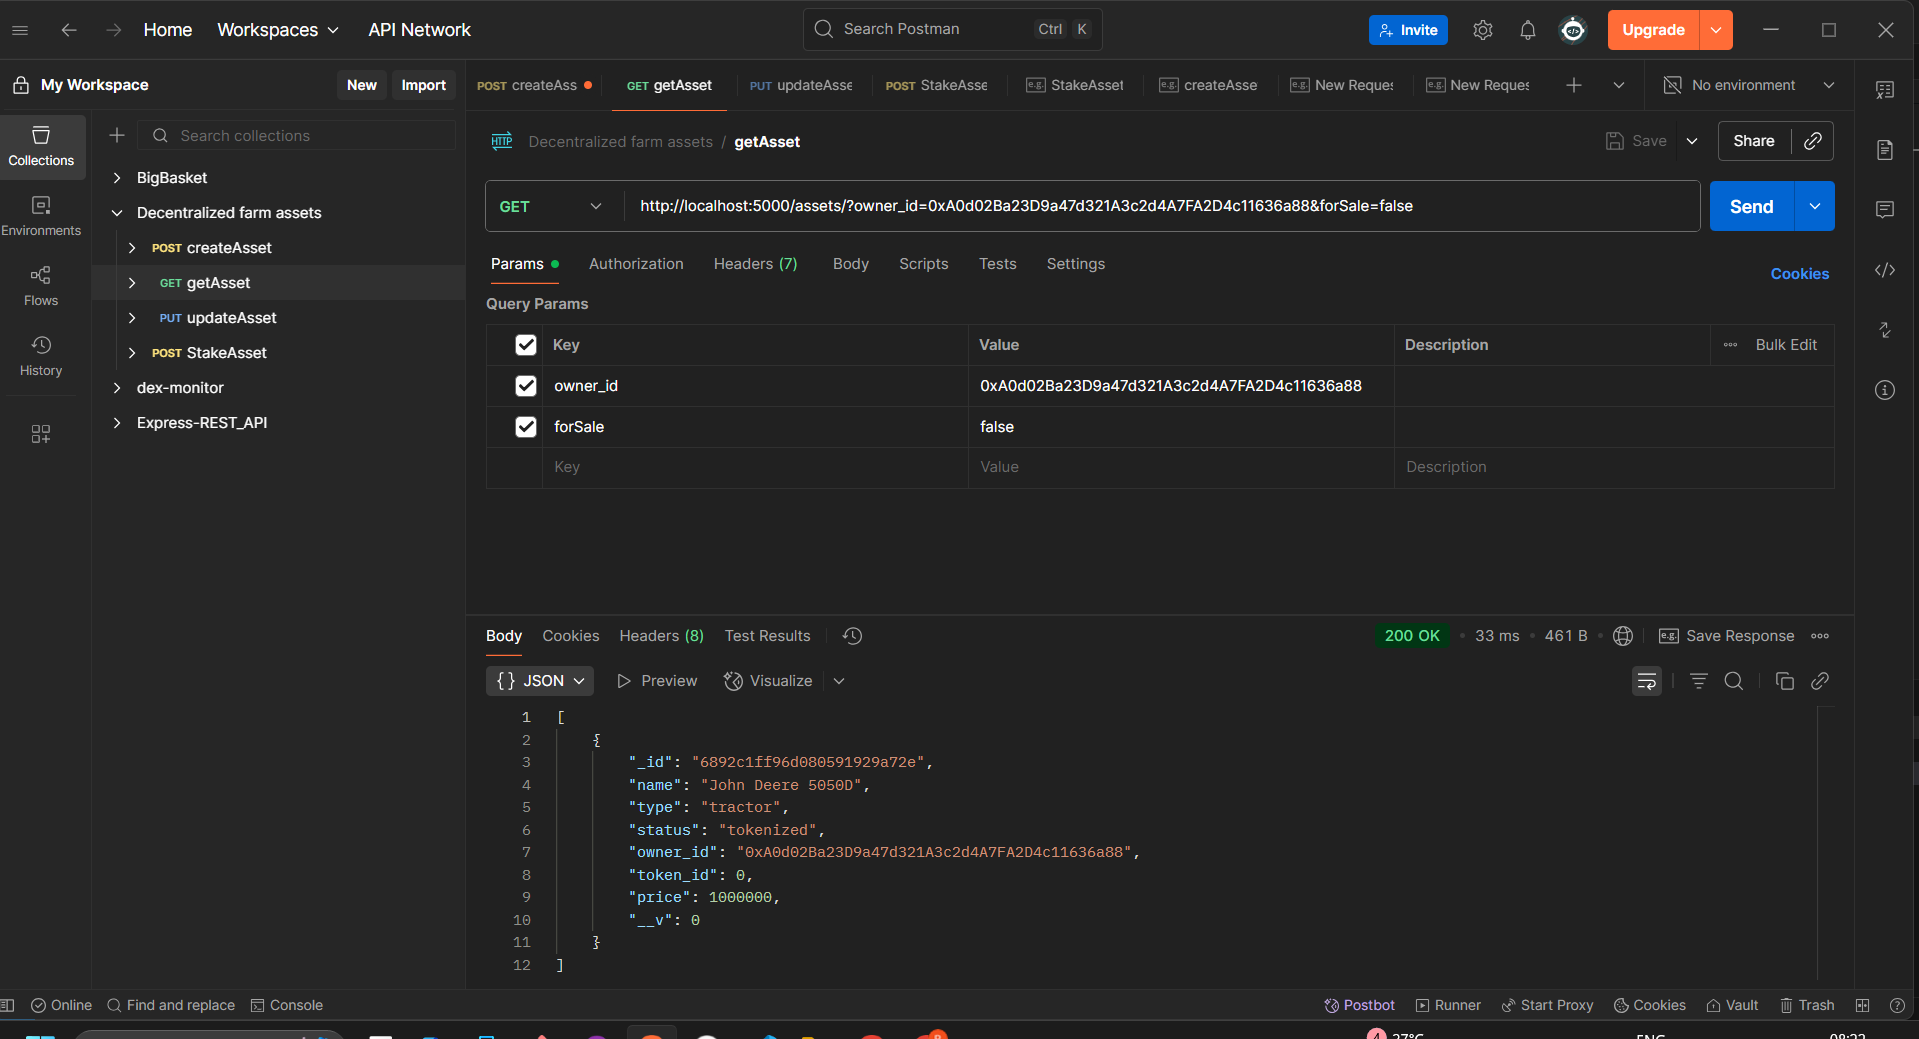 Home Workspaces API Network Search Postman Ctrl K Invite Upgrade
My Workspace New Import
POST createAss GET getAsset PUT updateAsse POST StakeAsse e.g. StakeAsset e.g. createAsse e.g. New Reques e.g. New Reques No environment
Collections
Environments
Flows
History
Search collections
BigBasket
Decentralized farm assets
POST createAsset
GET getAsset
PUT updateAsset
POST StakeAsset
dex-monitor
Express-REST_API
HTTP Decentralized farm assets / getAsset Save Share
GET http://localhost:5000/assets/?owner_id=0xA0d02Ba23D9a47d321A3c2d4A7FA2D4c11636a88&forSale=false Send
Params Authorization Headers (7) Body Scripts Tests Settings Cookies
Query Params
Key Value Description Bulk Edit
owner_id 0xA0d02Ba23D9a47d321A3c2d4A7FA2D4c11636a88
forSale false
Key Value Description
Body Cookies Headers (8) Test Results 200 OK 33 ms 461 B e.g. Save Response
{} JSON Preview Visualize
1 [
2 {
3 "_id": "6892c1ff96d080591929a72e",
4 "name": "John Deere 5050D",
5 "type": "tractor",
6 "status": "tokenized",
7 "owner_id": "0xA0d02Ba23D9a47d321A3c2d4A7FA2D4c11636a88",
8 "token_id": 0,
9 "price": 1000000,
10 "__v": 0
11 }
12 ]
Online Find and replace Console Postbot Runner Start Proxy Cookies Vault Trash